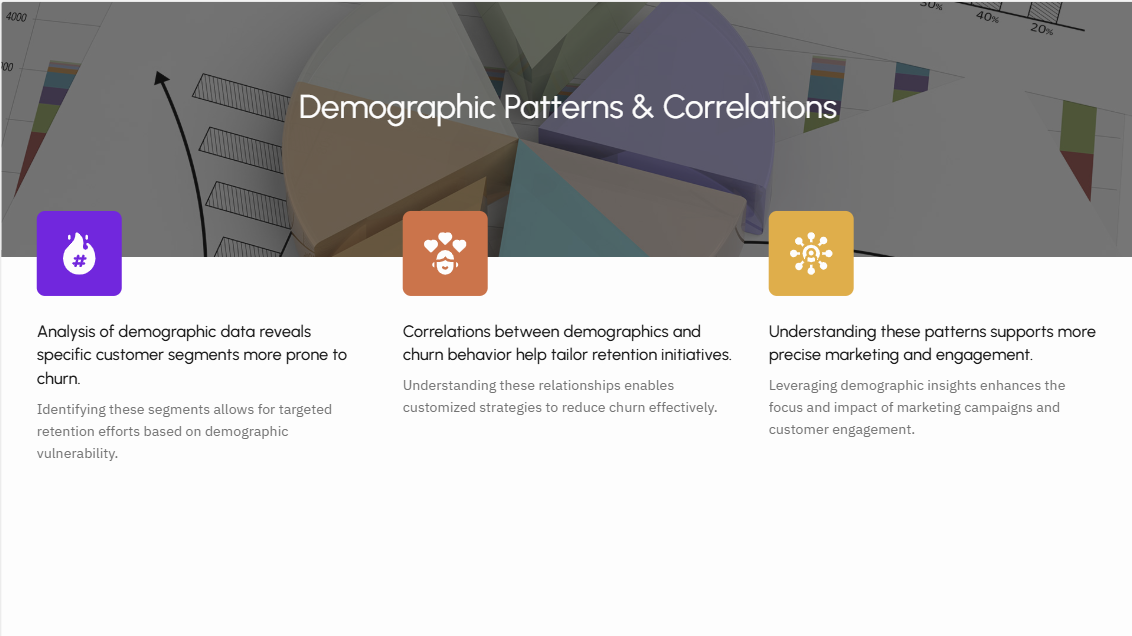 4000
40%
20%
Demographic Patterns & Correlations
#
Analysis of demographic data reveals
specific customer segments more prone to
churn.
Identifying these segments allows for targeted
retention efforts based on demographic
vulnerability.
Correlations between demographics and
churn behavior help tailor retention initiatives.
Understanding these relationships enables
customized strategies to reduce churn effectively.
Understanding these patterns supports more
precise marketing and engagement.
Leveraging demographic insights enhances the
focus and impact of marketing campaigns and
customer engagement.